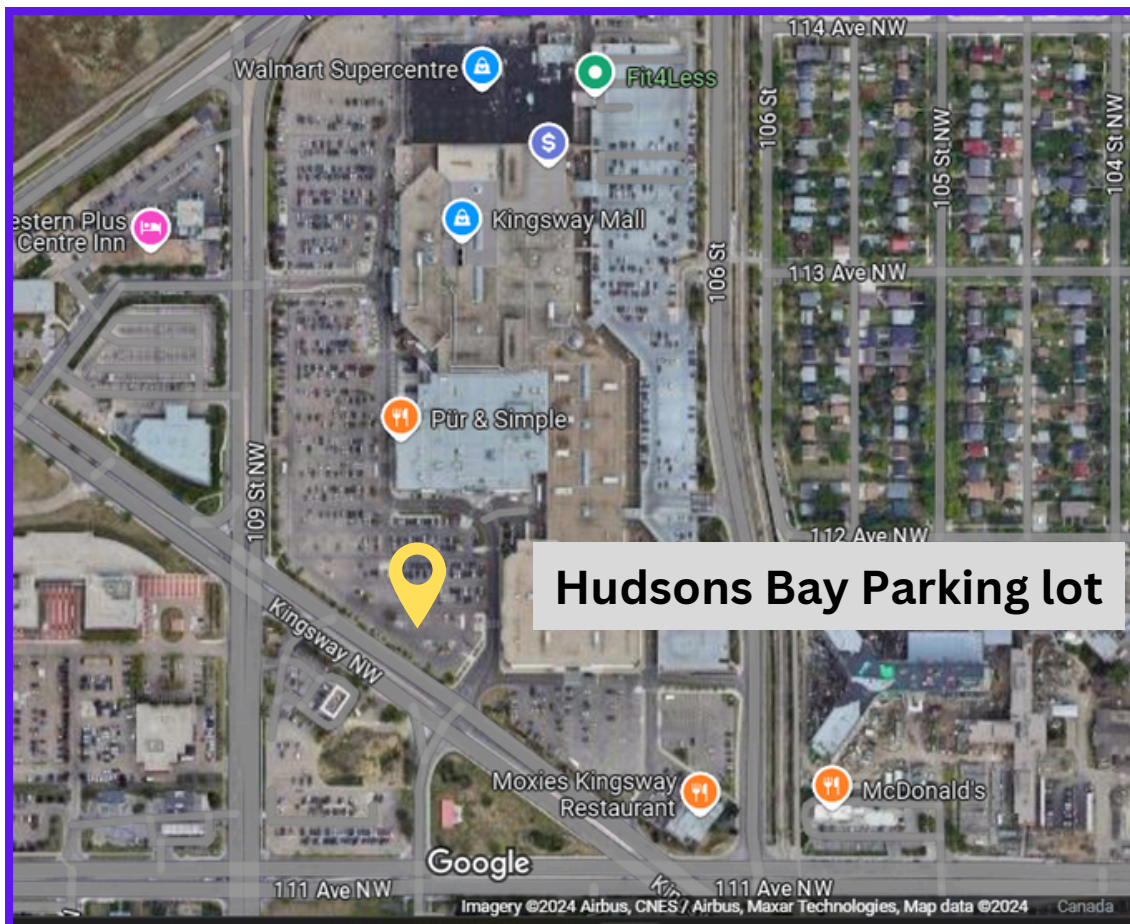 114 Ave NW
Walmart Supercentre
Fit4Less
106 St
105 St NW
104 St NW
$
estern Plus
Centre Inn
Kingsway Mall
106 St
113 Ave NW
Pür & Simple
109 St NW
112 Ave NW
Hudsons Bay Parking lot
Kingsway NW
Moxies Kingsway
Restaurant
McDonald's
Google
111 Ave NW
111 Ave NW
Imagery ©2024 Airbus, CNES / Airbus, Maxar Technologies, Map data ©2024
Canada